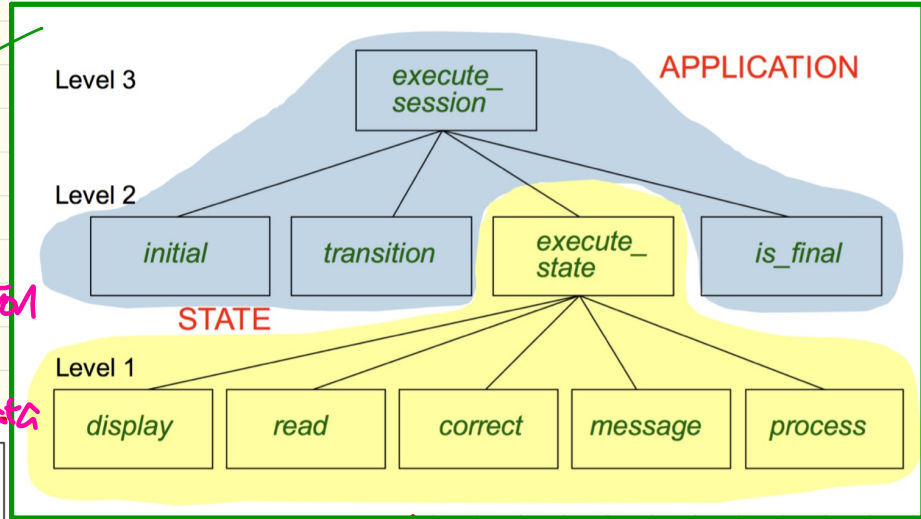 Level 3
execute_
session
APPLICATION
Level 2
initial
transition
execute_
state
is_final
STATE
Level 1
display
read
correct
message
process